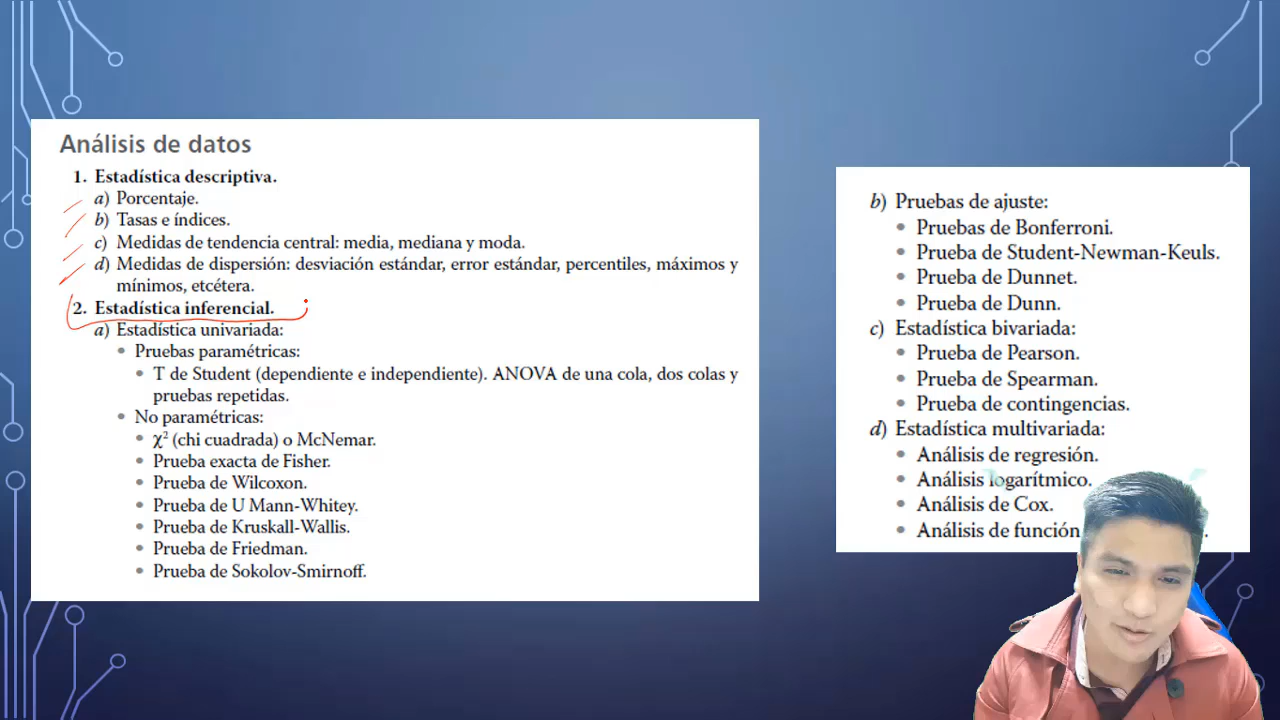 Análisis de datos
1. Estadística descriptiva.
a) Porcentaje.
b) Tasas e índices.
c) Medidas de tendencia central: media, mediana y moda.
d) Medidas de dispersión: desviación estándar, error estándar, percentiles, máximos y
mínimos, etcétera.
2. Estadística inferencial.
a) Estadística univariada:
• Pruebas paramétricas:
• T de Student (dependiente e independiente). ANOVA de una cola, dos colas y
pruebas repetidas.
• No paramétricas:
• χ² (chi cuadrada) o McNemar.
• Prueba exacta de Fisher.
• Prueba de Wilcoxon.
• Prueba de U Mann-Whitey.
• Prueba de Kruskall-Wallis.
• Prueba de Friedman.
• Prueba de Sokolov-Smirnoff.
b) Pruebas de ajuste:
• Pruebas de Bonferroni.
• Prueba de Student-Newman-Keuls.
• Prueba de Dunnet.
• Prueba de Dunn.
c) Estadística bivariada:
• Prueba de Pearson.
• Prueba de Spearman.
• Prueba de contingencias.
d) Estadística multivariada:
• Análisis de regresión.
• Análisis logarítmico.
• Análisis de Cox.
• Análisis de función